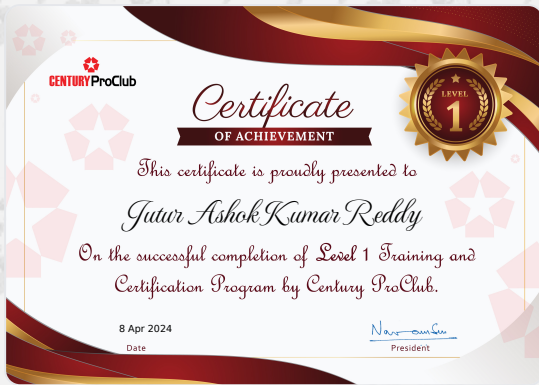 CENTURY ProClub
Certificate
OF ACHIEVEMENT
LEVEL
1
This certificate is proudly presented to
Jutur Ashok Kumar Reddy
On the successful completion of Level 1 Training and
Certification Program by Century ProClub.
8 Apr 2024
Date
President